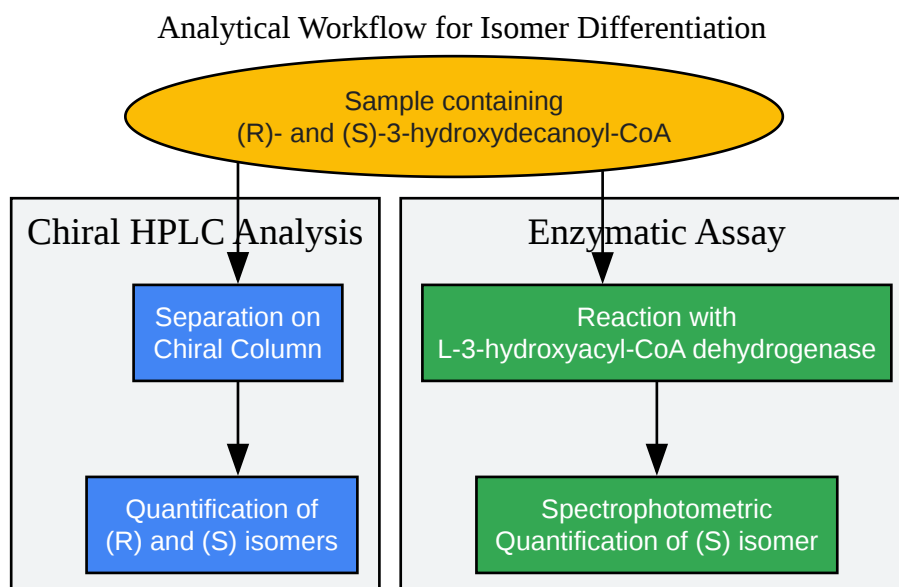 Analytical Workflow for Isomer Differentiation
Sample containing
(R)- and (S)-3-hydroxydecanoyl-CoA
Chiral HPLC Analysis
Separation on
Chiral Column
Quantification of
(R) and (S) isomers
Enzymatic Assay
Reaction with
L-3-hydroxyacyl-CoA dehydrogenase
Spectrophotometric
Quantification of (S) isomer